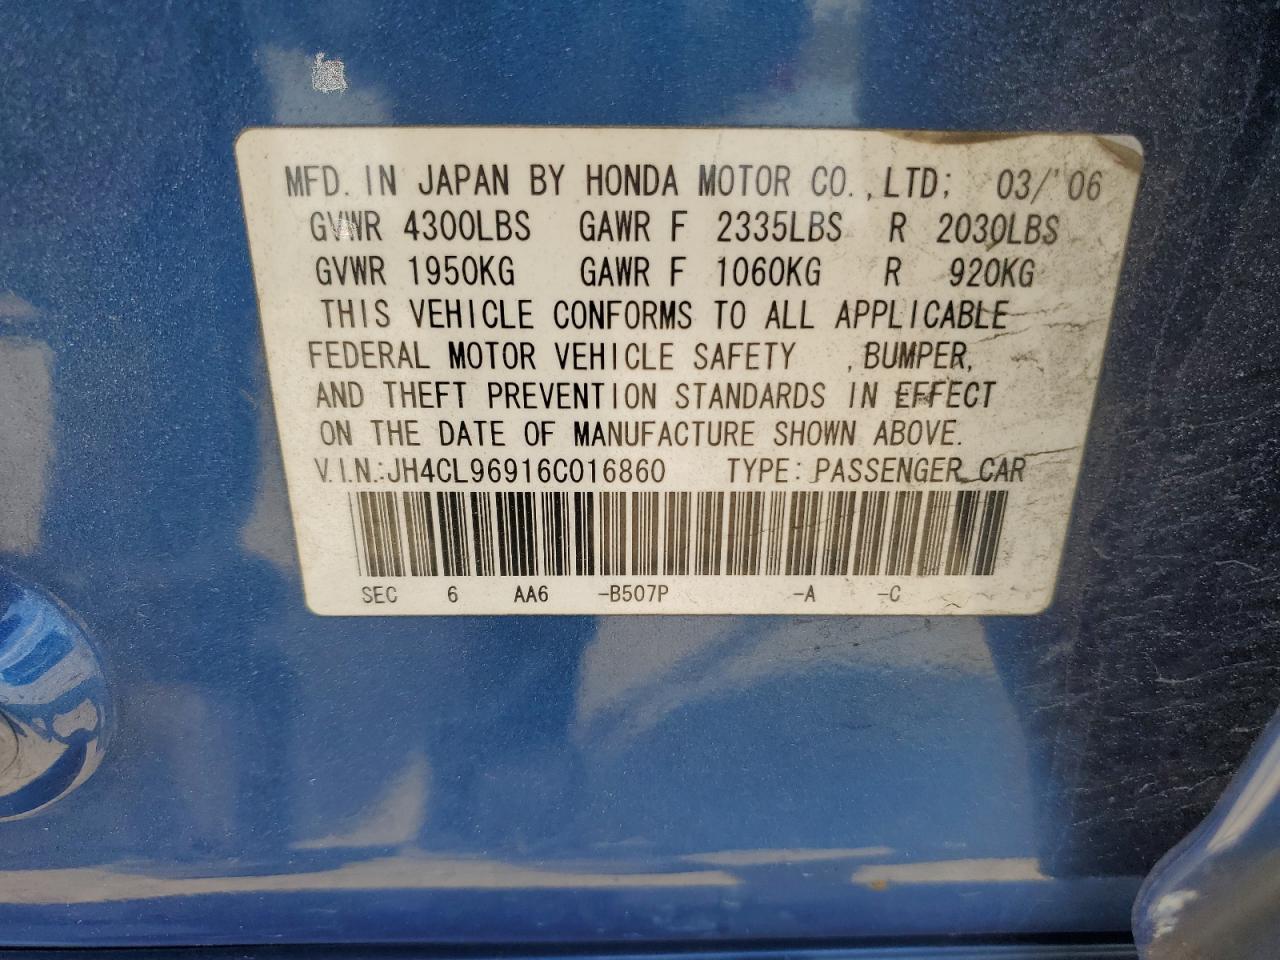 MFD. IN JAPAN BY HONDA MOTOR CO.,LTD; 03/'06
GVWR 4300LBS GAWR F 2335LBS R 2030LBS
GVWR 1950KG GAWR F 1060KG R 920KG
THIS VEHICLE CONFORMS TO ALL APPLICABLE
FEDERAL MOTOR VEHICLE SAFETY ,BUMPER,
AND THEFT PREVENTION STANDARDS IN EFFECT
ON THE DATE OF MANUFACTURE SHOWN ABOVE.
V.I.N.:JH4CL96916C016860 TYPE:PASSENGER CAR
SEC 6 AA6 -B507P -A -C